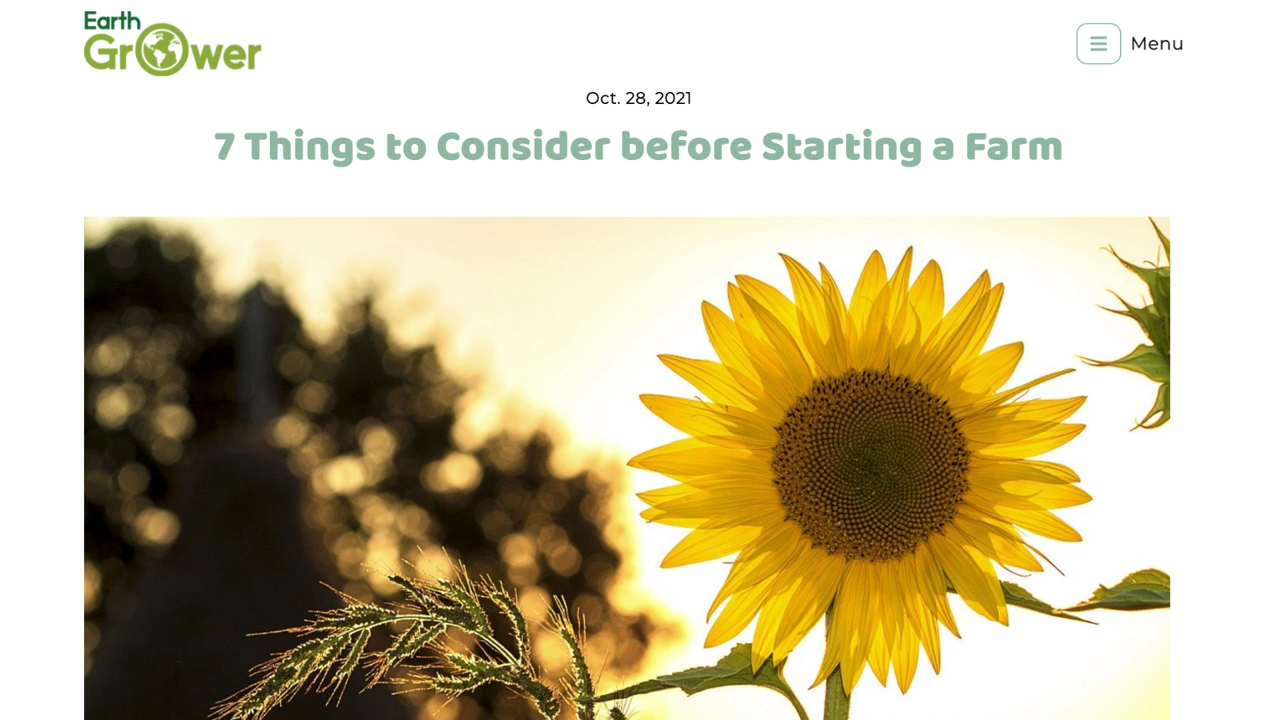 Earth
Grower
Menu
Oct. 28, 2021
7 Things to Consider before Starting a Farm